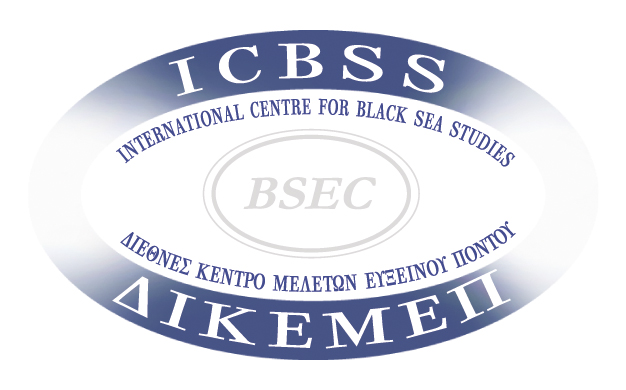 ICBSS
INTERNATIONAL CENTRE FOR BLACK SEA STUDIES
BSEC
ΔΙΕΘΝΕΣ ΚΕΝΤΡΟ ΜΕΛΕΤΩΝ ΕΥΞΕΙΝΟΥ ΠΟΝΤΟΥ
ΔΙΚΕΜΕΠ